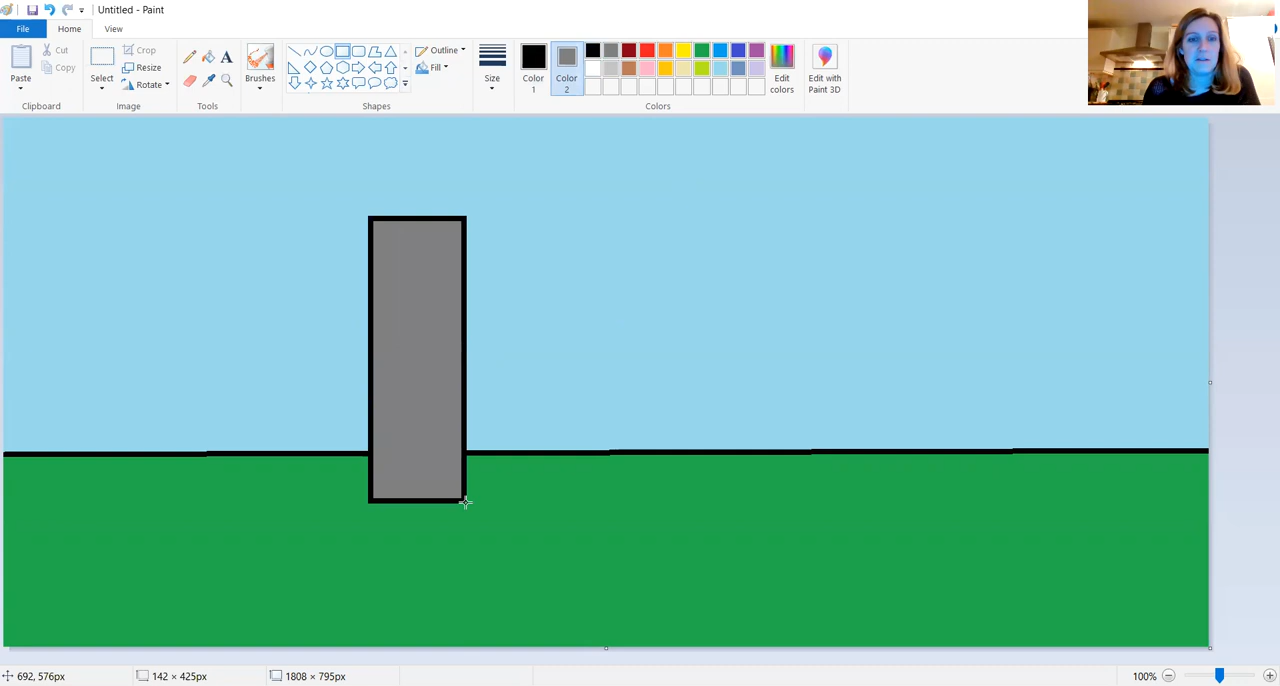 Untitled - Paint
File
Home
View
Paste
Cut
Copy
Clipboard
Select
Crop
Resize
Rotate
Image
A
Tools
Brushes
Outline
Fill
Shapes
Size
Color 1
Color 2
Edit colors
Colors
Edit with Paint 3D
692, 576px
142 × 425px
1808 × 795px
100%